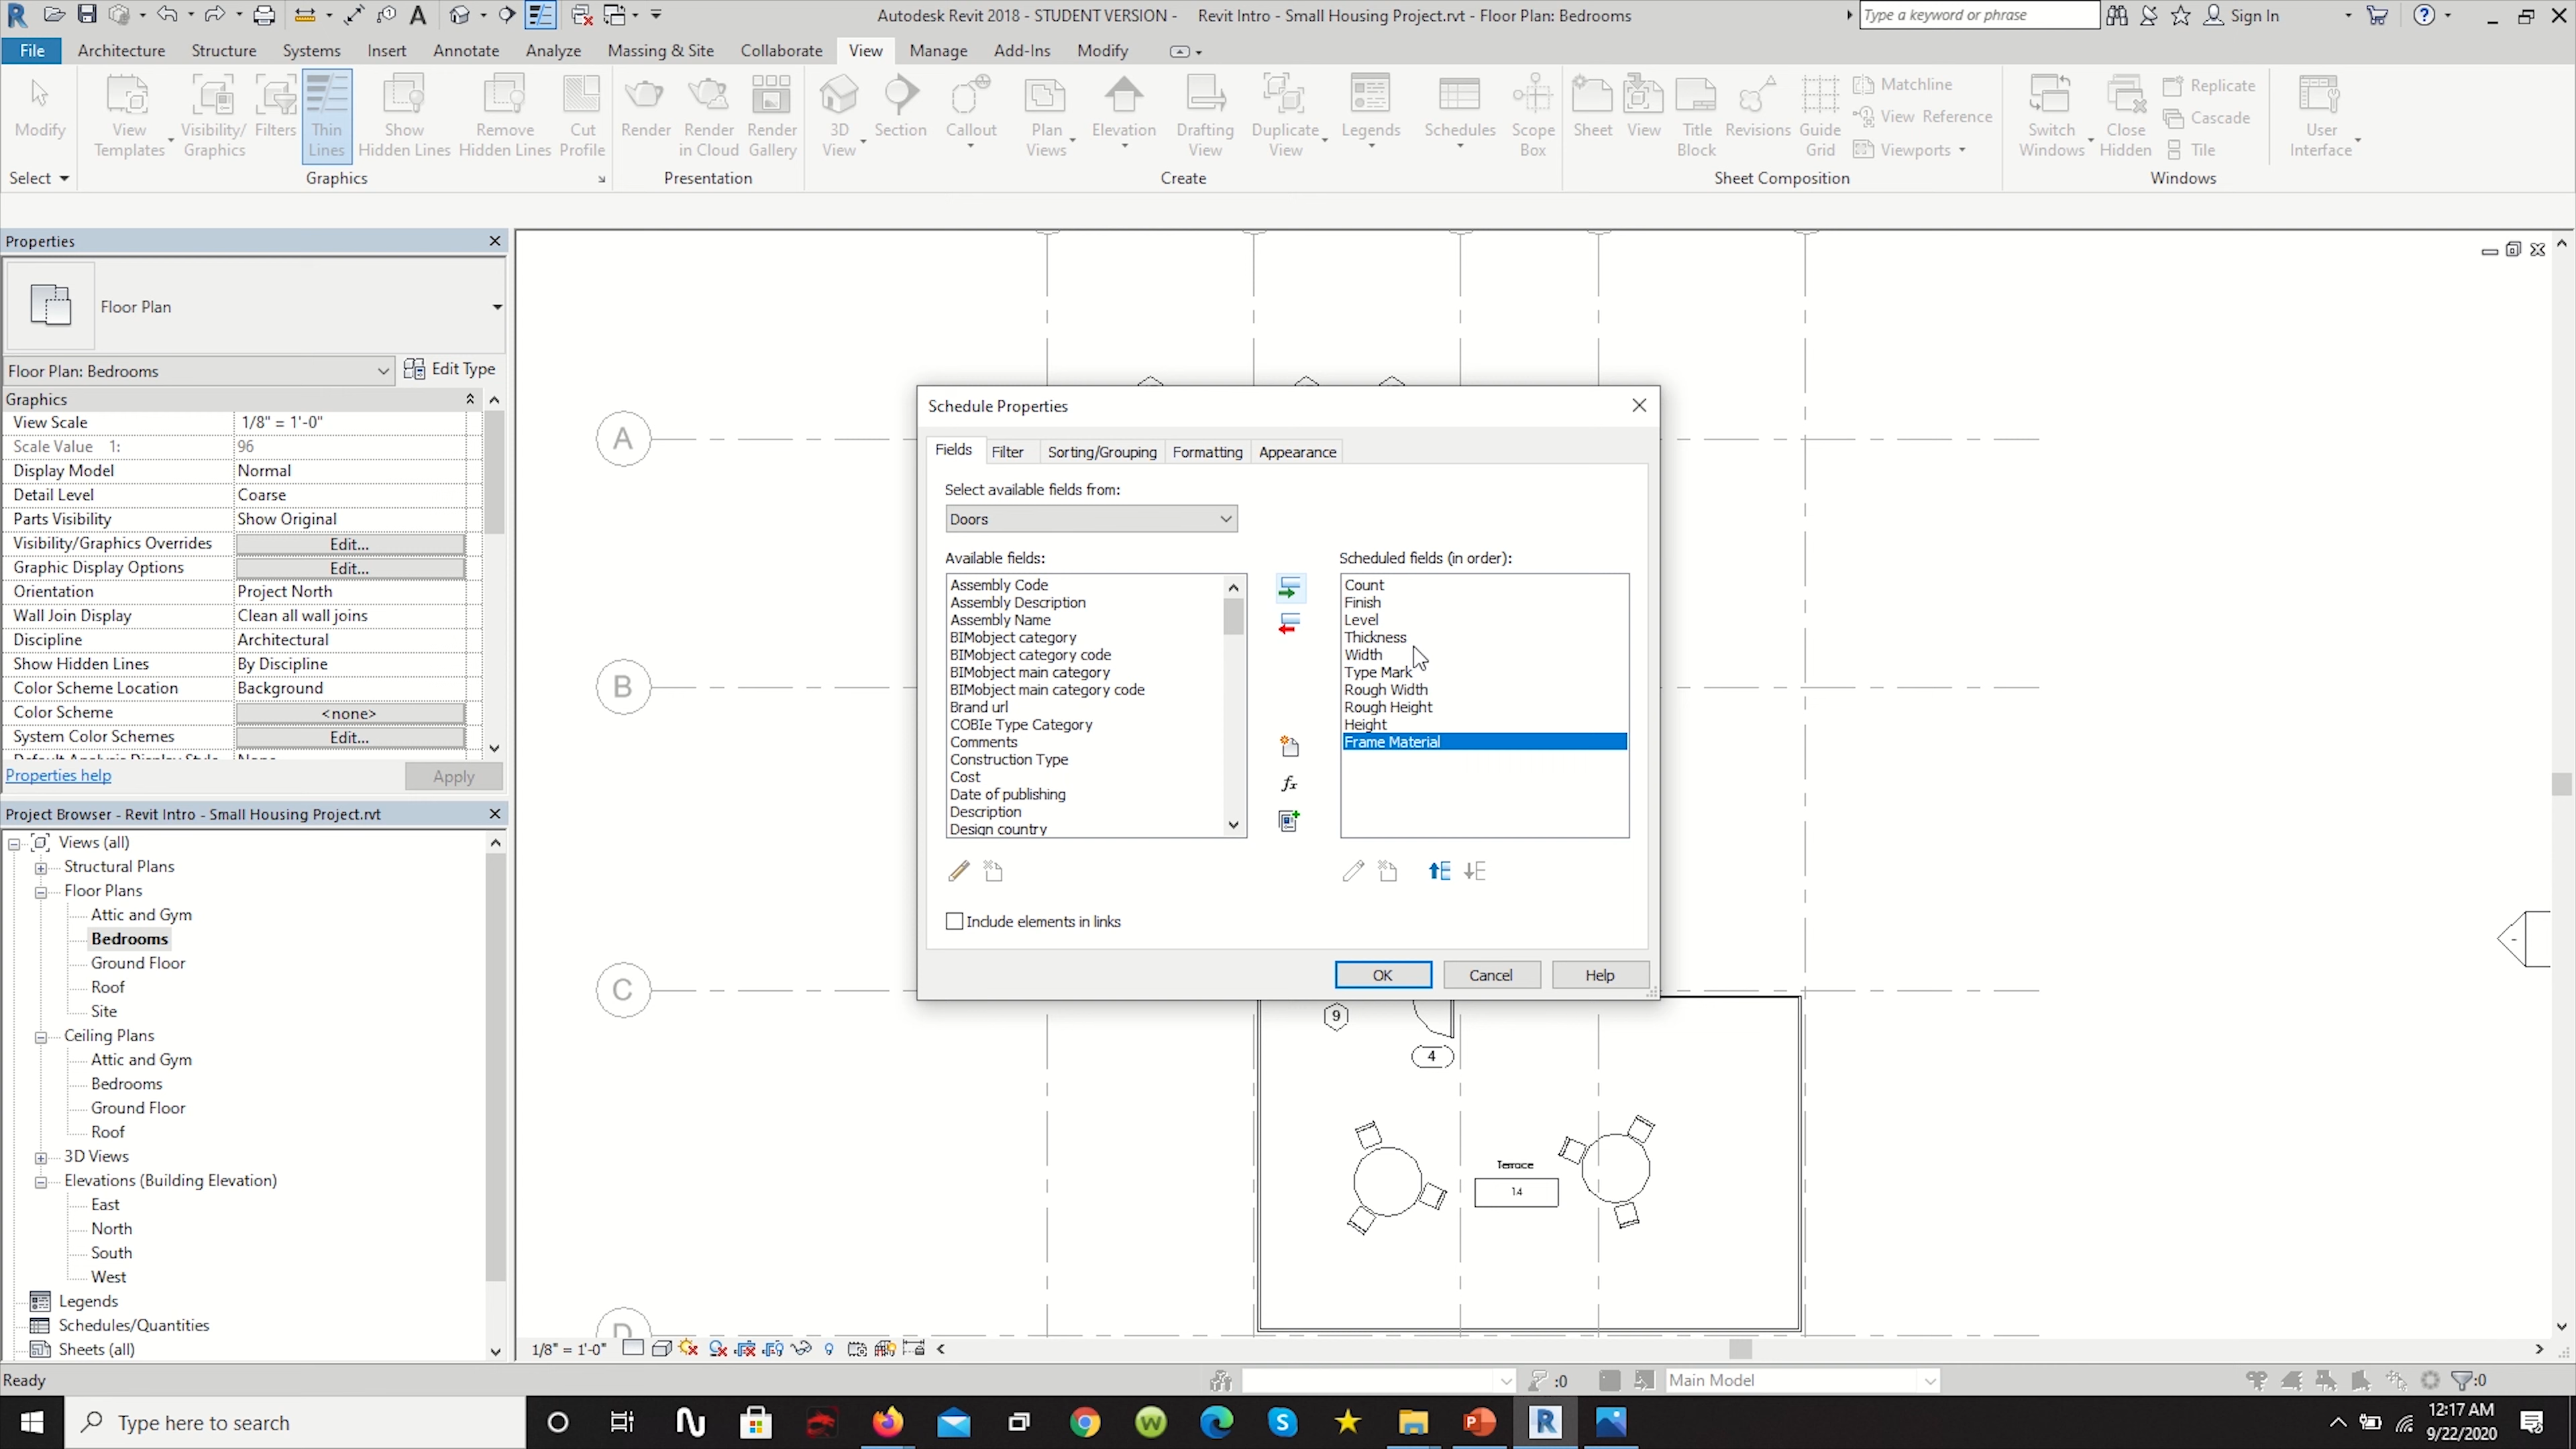 Autodesk Revit 2018 - STUDENT VERSION - Revit Intro - Small Housing Project.rvt - Floor Plan: Bedrooms
Type a keyword or phrase
Sign In
File Architecture Structure Systems Insert Annotate Analyze Massing & Site Collaborate View Manage Add-Ins Modify
Modify
View Templates
Visibility/ Graphics
Filters
Thin Lines
Show Hidden Lines
Remove Hidden Lines
Cut Profile
Render
Render in Cloud
Render Gallery
3D View
Section
Callout
Plan Views
Elevation
Drafting View
Duplicate View
Legends
Schedules
Scope Box
Sheet
View
Title Block
Revisions
Guide Grid
Matchline
View Reference
Viewports
Switch Windows
Close Hidden
Replicate
Cascade
Tile
User Interface
Select
Graphics
Presentation
Create
Sheet Composition
Windows
Properties
Floor Plan
Floor Plan: Bedrooms
Edit Type
Graphics
View Scale 1/8" = 1'-0"
Scale Value 1: 96
Display Model Normal
Detail Level Coarse
Parts Visibility Show Original
Visibility/Graphics Overrides Edit...
Graphic Display Options Edit...
Orientation Project North
Wall Join Display Clean all wall joins
Discipline Architectural
Show Hidden Lines By Discipline
Color Scheme Location Background
Color Scheme <none>
System Color Schemes Edit...
Properties help
Apply
Project Browser - Revit Intro - Small Housing Project.rvt
Views (all)
Structural Plans
Floor Plans
Attic and Gym
Bedrooms
Ground Floor
Roof
Site
Ceiling Plans
Attic and Gym
Bedrooms
Ground Floor
Roof
3D Views
Elevations (Building Elevation)
East
North
South
West
Legends
Schedules/Quantities
Sheets (all)
A
B
C
D
Schedule Properties
Fields Filter Sorting/Grouping Formatting Appearance
Select available fields from:
Doors
Available fields:
Assembly Code
Assembly Description
Assembly Name
BIMobject category
BIMobject category code
BIMobject main category
BIMobject main category code
Brand url
COBIe Type Category
Comments
Construction Type
Cost
Date of publishing
Description
Design country
Scheduled fields (in order):
Count
Finish
Level
Thickness
Width
Type Mark
Rough Width
Rough Height
Height
Frame Material
fx
Include elements in links
OK
Cancel
Help
9
4
Terrace
14
1/8" = 1'-0"
Ready
:0
Main Model
:0
Type here to search
12:17 AM
9/22/2020